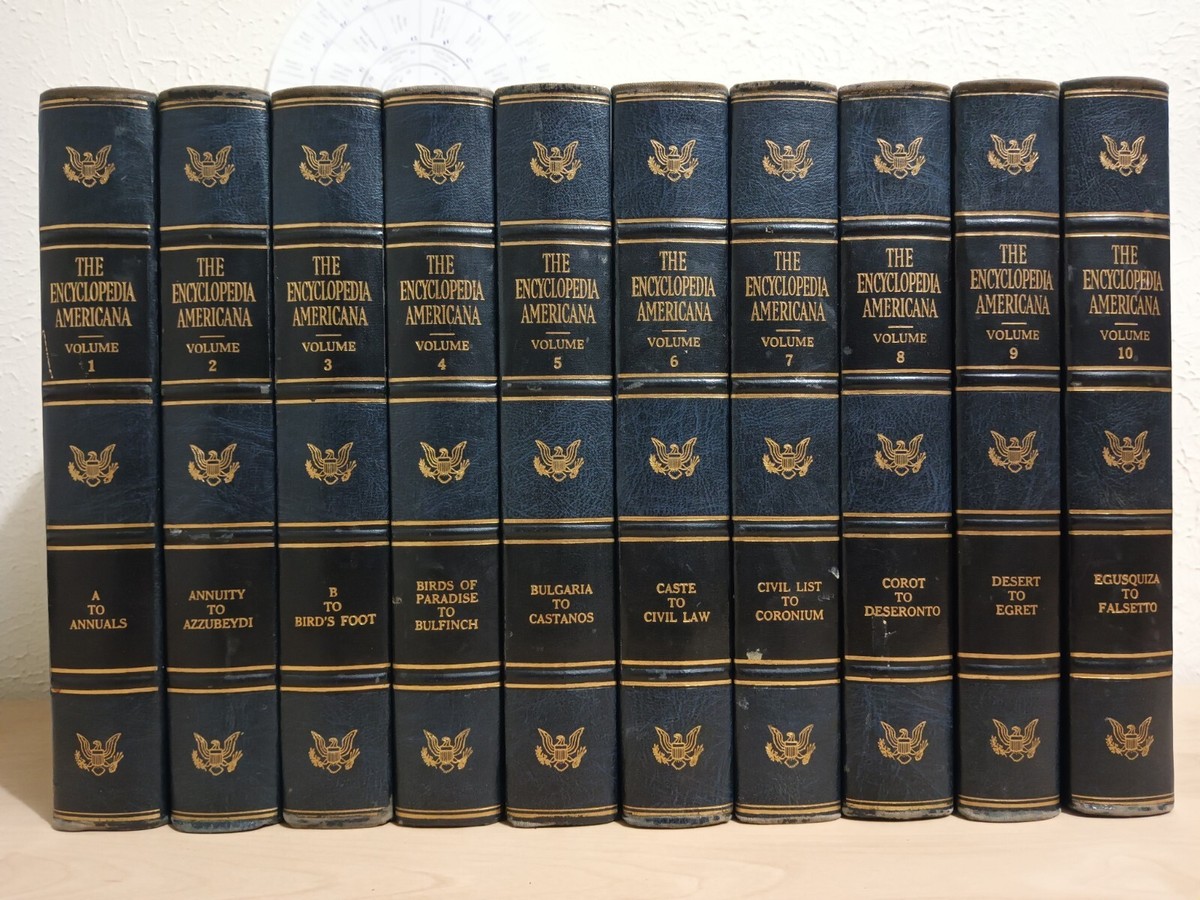 THE
ENCYCLOPEDIA
AMERICANA
VOLUME
1
A
TO
ANNUALS
THE
ENCYCLOPEDIA
AMERICANA
VOLUME
2
ANNUITY
TO
AZZUBEYDI
THE
ENCYCLOPEDIA
AMERICANA
VOLUME
3
B
TO
BIRD'S FOOT
THE
ENCYCLOPEDIA
AMERICANA
VOLUME
4
BIRDS OF
PARADISE
TO
BULFINCH
THE
ENCYCLOPEDIA
AMERICANA
VOLUME
5
BULGARIA
TO
CASTANOS
THE
ENCYCLOPEDIA
AMERICANA
VOLUME
6
CASTE
TO
CIVIL LAW
THE
ENCYCLOPEDIA
AMERICANA
VOLUME
7
CIVIL LIST
TO
CORONIUM
THE
ENCYCLOPEDIA
AMERICANA
VOLUME
8
COROT
TO
DESERONTO
THE
ENCYCLOPEDIA
AMERICANA
VOLUME
9
DESERT
TO
EGRET
THE
ENCYCLOPEDIA
AMERICANA
VOLUME
10
EGUSQUIZA
TO
FALSETTO